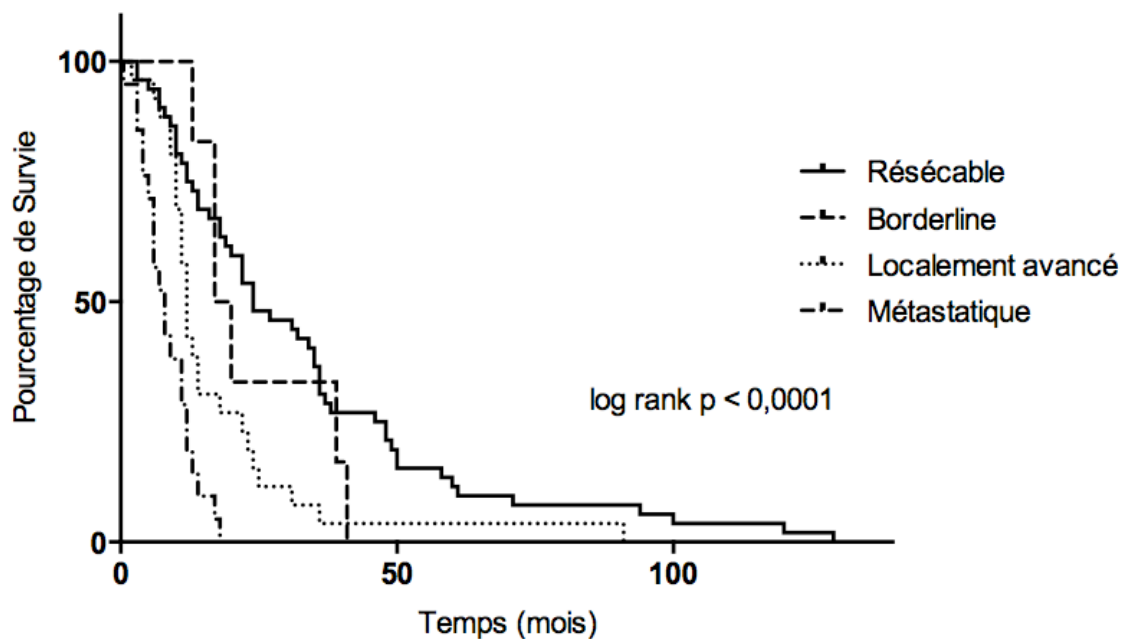 Pourcentage de Survie
100
50
0
0
50
100
Temps (mois)
Résécable
Borderline
Localement avancé
Métastatique
log rank p < 0,0001